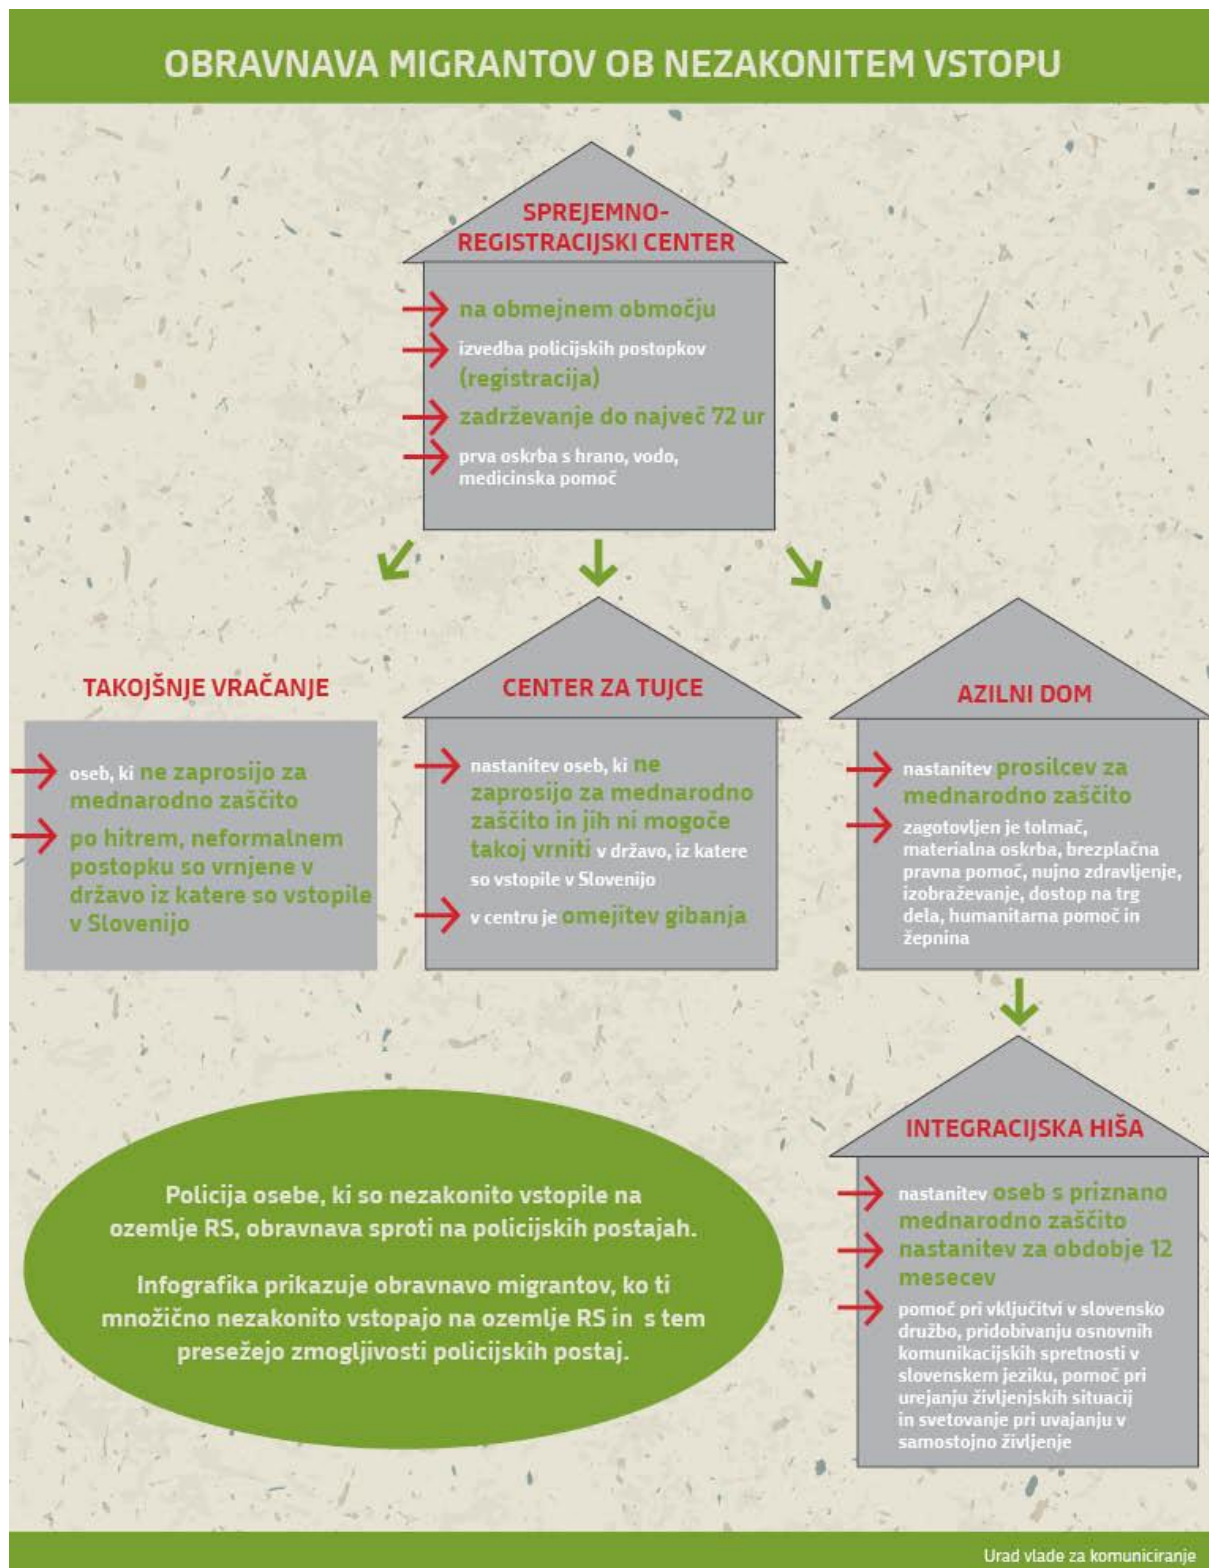 OBRAVNAVA MIGRANTOV OB NEZAKONITEM VSTOPU
SPREJEMNO-
REGISTRACIJSKI CENTER
na obmejnem območju
izvedba policijskih postopkov
(registracija)
zadrževanje do največ 72 ur
prva oskrba s hrano, vodo,
medicinska pomoč
TAKOJŠNJE VRAČANJE
oseb, ki ne zaprosijo za
mednarodno zaščito
po hitrem, neformalnem
postopku so vrnjene v
državo iz katere so vstopile
v Slovenijo
CENTER ZA TUJCE
nastanitev oseb, ki ne
zaprosijo za mednarodno
zaščito in jih ni mogoče
takoj vrniti v državo, iz katere
so vstopile v Slovenijo
v centru je omejitev gibanja
AZILNI DOM
nastanitev prosilcev za
mednarodno zaščito
zagotovljen je tolmač,
materialna oskrba, brezplačna
pravna pomoč, nujno zdravljenje,
izobraževanje, dostop na trg
dela, humanitarna pomoč in
žepnina
INTEGRACIJSKA HIŠA
nastanitev oseb s priznano
mednarodno zaščito
nastanitev za obdobje 12
mesecev
pomoč pri vključitvi v slovensko
družbo, pridobivanju osnovnih
komunikacijskih spretnosti v
slovenskem jeziku, pomoč pri
urejanju življenjskih situacij
in svetovanje pri uvajanju v
samostojno življenje
Policija osebe, ki so nezakonito vstopile na
ozemlje RS, obravnava sproti na policijskih postajah.
Infografika prikazuje obravnavo migrantov, ko ti
množično nezakonito vstopajo na ozemlje RS in s tem
presežejo zmogljivosti policijskih postaj.
Urad vlade za komuniciranje